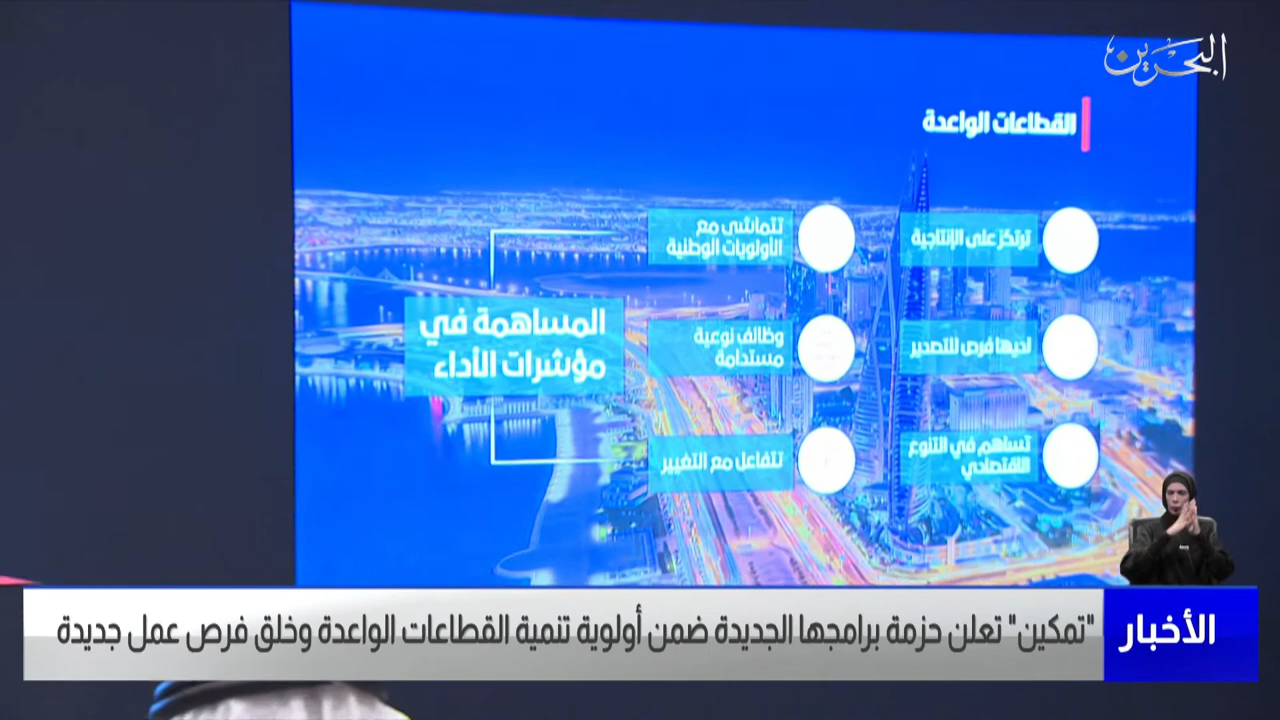 البحرين
القطاعات الواعدة
ترتكز على الإنتاجية
تتماشى مع
الأولويات الوطنية
لديها فرص للتصدير
وظائف نوعية
مستدامة
تساهم في التنوع
الاقتصادي
تتفاعل مع التغيير
المساهمة في
مؤشرات الأداء
الأخبار
"تمكين" تعلن حزمة برامجها الجديدة ضمن أولوية تنمية القطاعات الواعدة وخلق فرص عمل جديدة